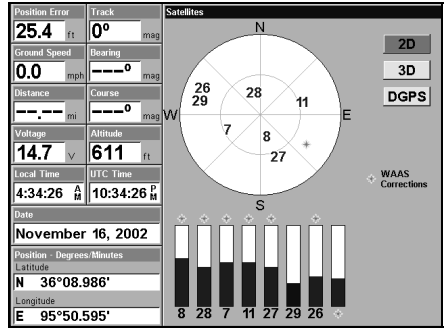 Position Error
Track
Satellites
25.4 ft
0° mag
Ground Speed
Bearing
0.0 mph
---° mag
Distance
Course
--.-- mi
---° mag
Voltage
Altitude
14.7 V
611 ft
Local Time
UTC Time
4:34:26 AM
10:34:26 PM
Date
November 16, 2002
Position - Degrees/Minutes
Latitude
N 36°08.986'
Longitude
E 95°50.595'
N
26
29
28
11
W
E
7
8
27
S
2D
3D
DGPS
WAAS
Corrections
8 28 7 11 27 29 26